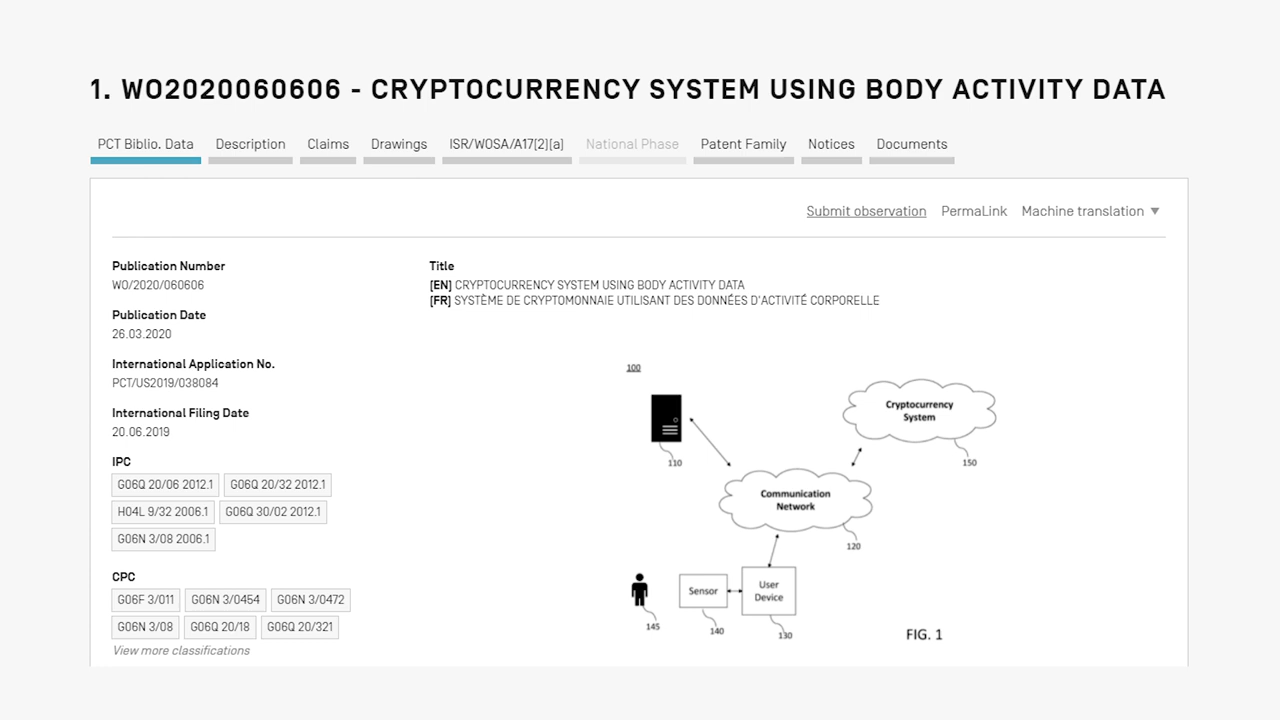 1. WO2020060606 - CRYPTOCURRENCY SYSTEM USING BODY ACTIVITY DATA
PCT Biblio. Data Description Claims Drawings ISR/WOSA/A17[2][a] National Phase Patent Family Notices Documents
Submit observation PermaLink Machine translation ▼
Publication Number
WO/2020/060606
Publication Date
26.03.2020
International Application No.
PCT/US2019/038084
International Filing Date
20.06.2019
IPC
G06Q 20/06 2012.1 G06Q 20/32 2012.1
H04L 9/32 2006.1 G06Q 30/02 2012.1
G06N 3/08 2006.1
CPC
G06F 3/011 G06N 3/0454 G06N 3/0472
G06N 3/08 G06Q 20/18 G06Q 20/321
View more classifications
Title
[EN] CRYPTOCURRENCY SYSTEM USING BODY ACTIVITY DATA
[FR] SYSTÈME DE CRYPTOMONNAIE UTILISANT DES DONNÉES D'ACTIVITÉ CORPORELLE
100
Cryptocurrency
System
110
150
Communication
Network
120
Sensor
User
Device
145
140
130
FIG. 1